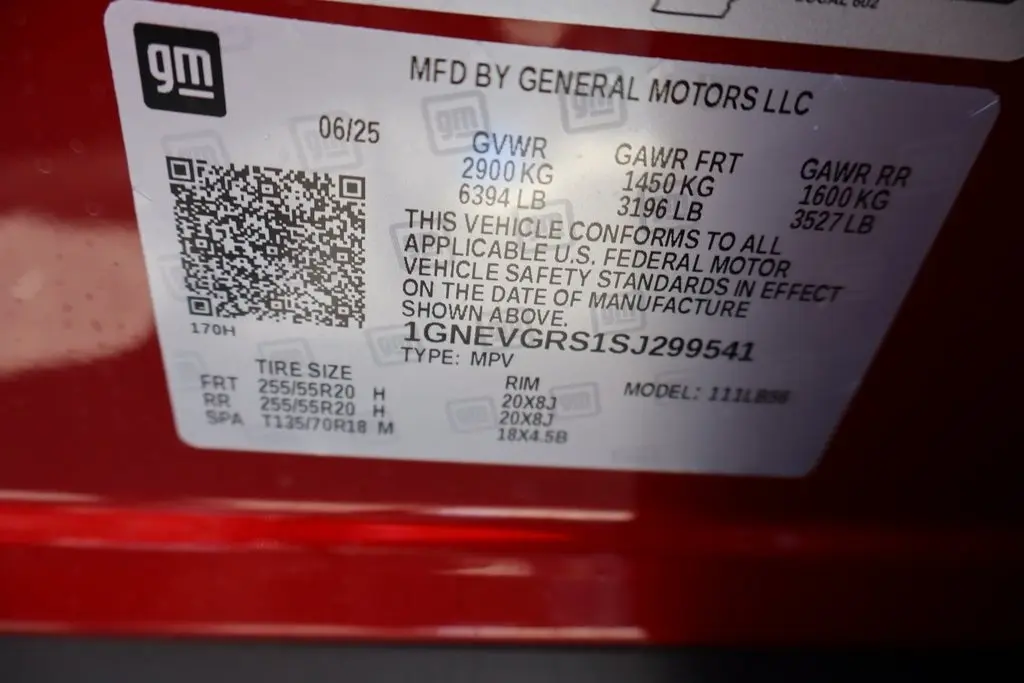 LOCAL 602
gm
MFD BY GENERAL MOTORS LLC
06/25
GVWR GAWR FRT GAWR RR
2900 KG 1450 KG 1600 KG
6394 LB 3196 LB 3527 LB
THIS VEHICLE CONFORMS TO ALL
APPLICABLE U.S. FEDERAL MOTOR
VEHICLE SAFETY STANDARDS IN EFFECT
ON THE DATE OF MANUFACTURE
SHOWN ABOVE.
170H
1GNEVGRS1SJ299541
TYPE: MPV
TIRE SIZE RIM MODEL: 111LB56
FRT 255/55R20 H 20X8J
RR 255/55R20 H 20X8J
SPA T135/70R18 M 18X4.5B